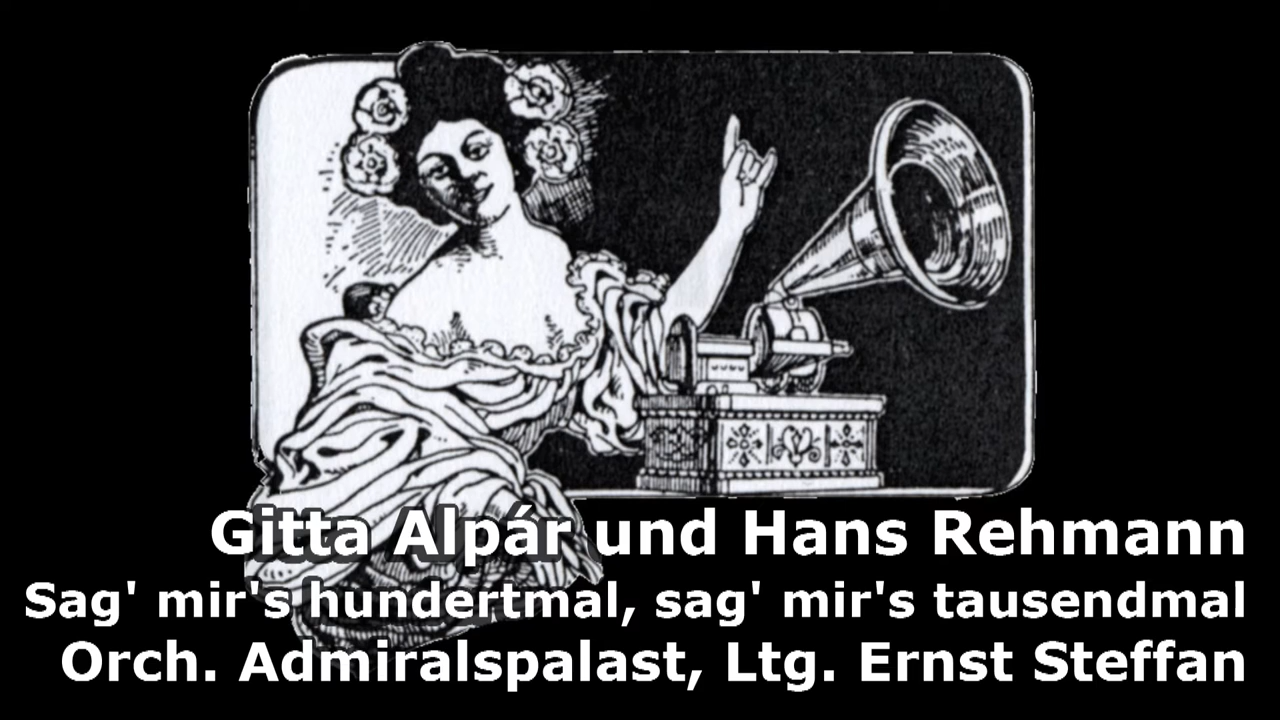 Gitta Alpár und Hans Rehmann
Sag' mir's hundertmal, sag' mir's tausendmal
Orch. Admiralspalast, Ltg. Ernst Steffan